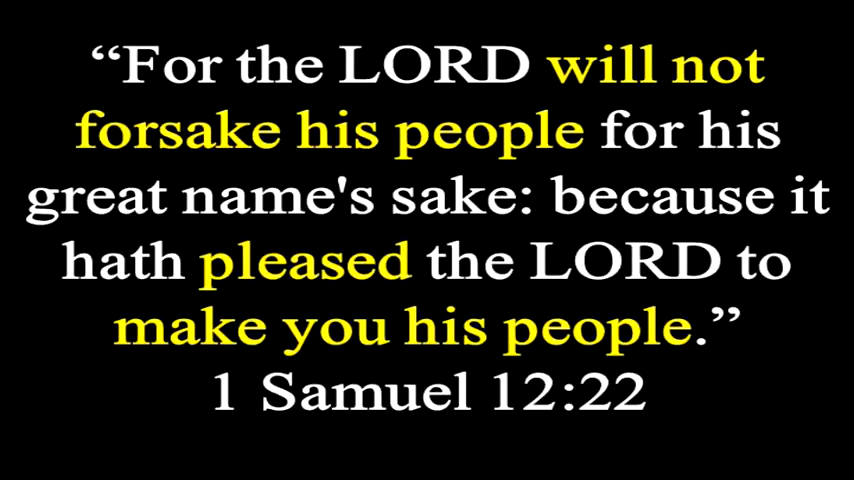 “For the LORD will not
forsake his people for his
great name's sake: because it
hath pleased the LORD to
make you his people.”
1 Samuel 12:22